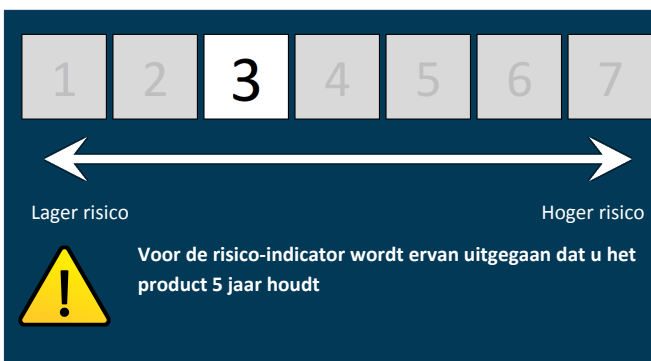 1 2 3 4 5 6 7
Lager risico Hoger risico
Voor de risico-indicator wordt ervan uitgegaan dat u het
product 5 jaar houdt